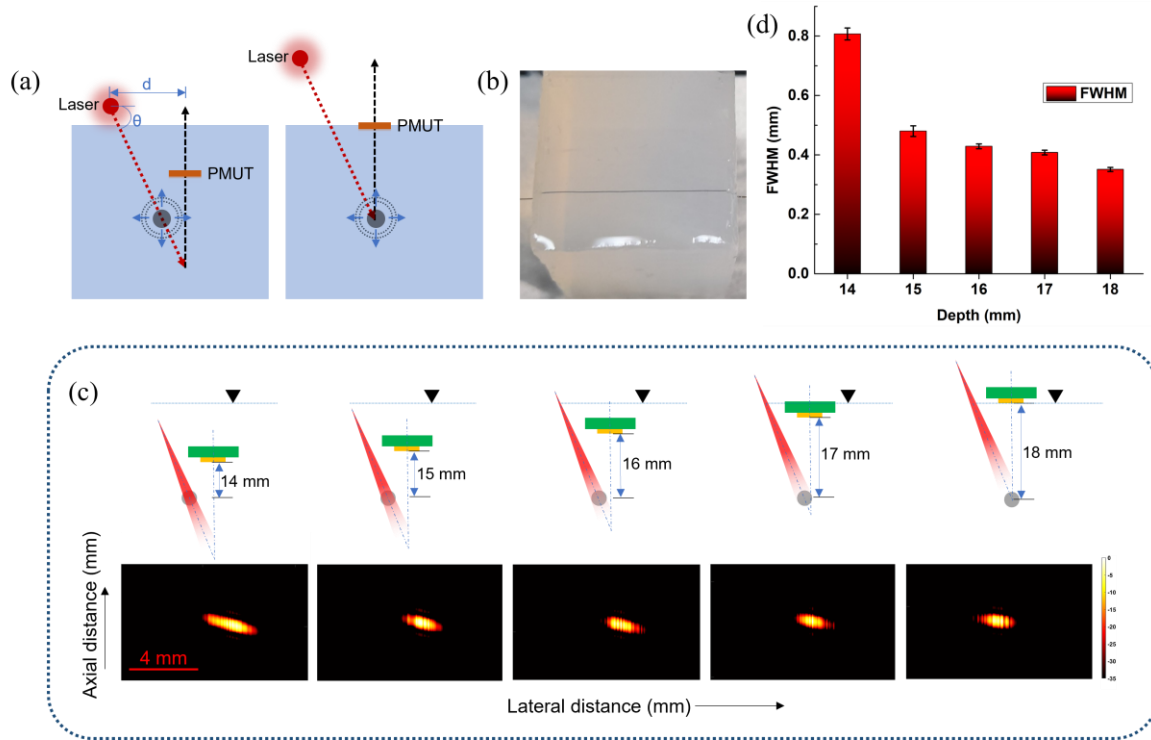 (a)
Laser
d
θ
PMUT
Laser
PMUT
(b)
(d)
0.8
0.6
0.4
0.2
0.0
FWHM (mm)
FWHM
14
15
16
17
18
Depth (mm)
(c)
14 mm
15 mm
16 mm
17 mm
18 mm
Axial distance (mm)
4 mm
0
-5
-10
-15
-20
-25
-30
-35
Lateral distance (mm)